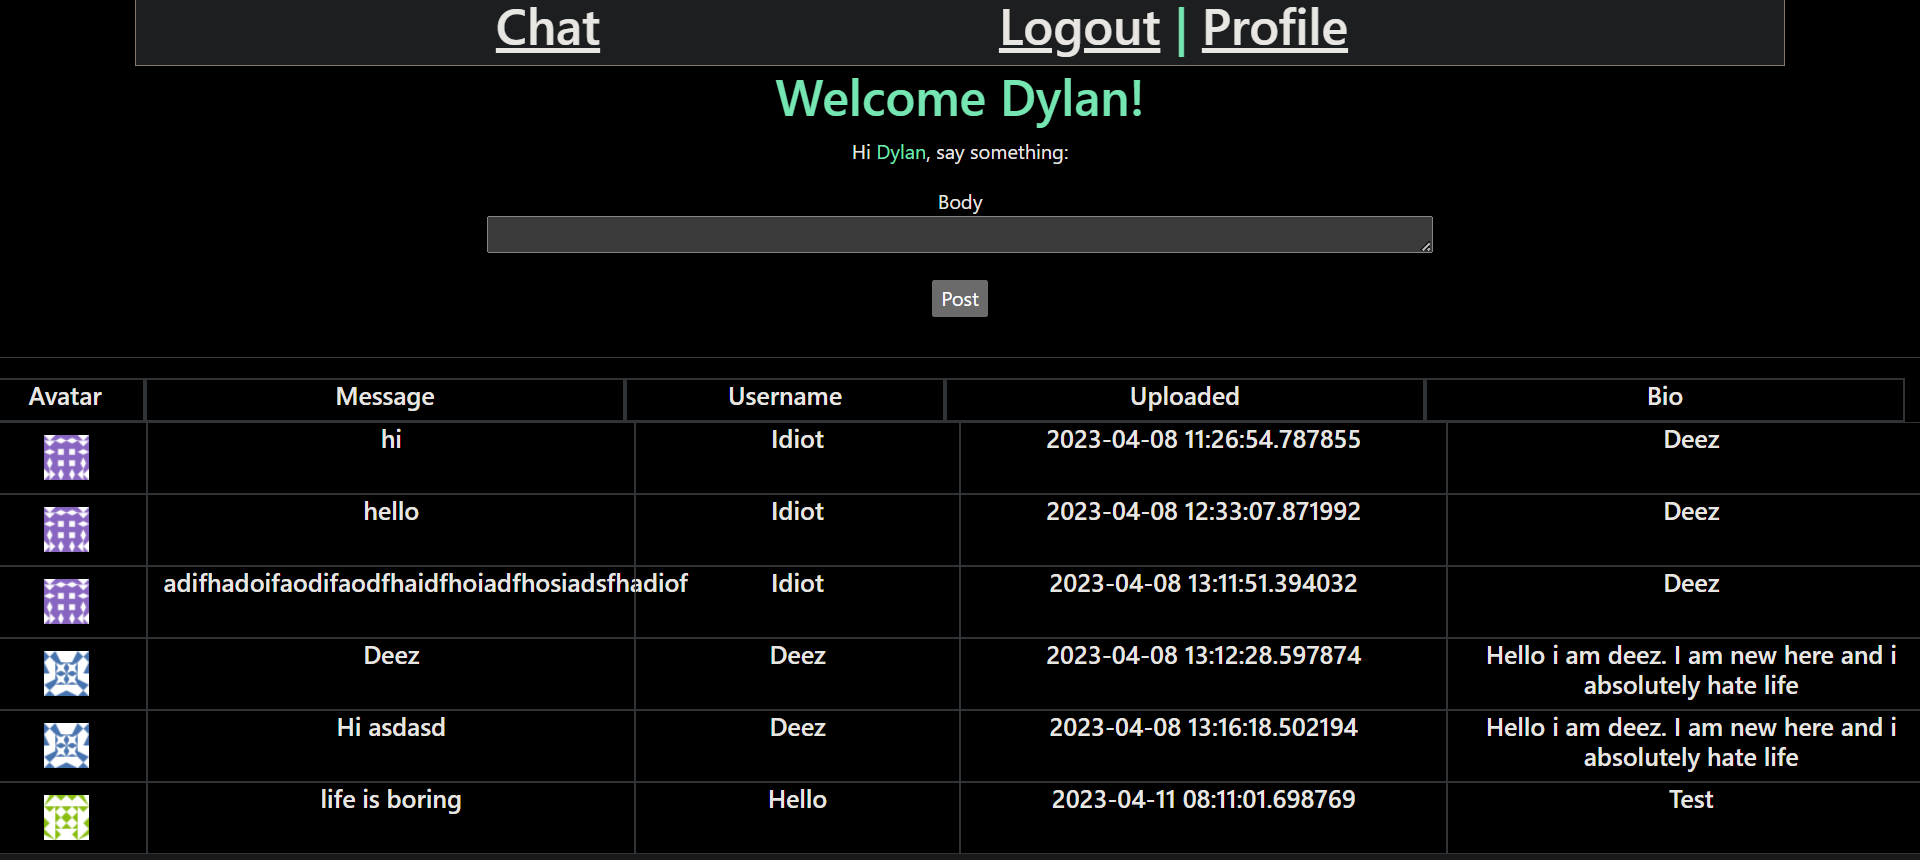 Chat Logout | Profile
Welcome Dylan!
Hi Dylan, say something:
Body
Post
Avatar Message Username Uploaded Bio
hi Idiot 2023-04-08 11:26:54.787855 Deez
hello Idiot 2023-04-08 12:33:07.871992 Deez
adifhadoifaodifaodfhaidfhoiadfhosiadsfhadiof Idiot 2023-04-08 13:11:51.394032 Deez
Deez Deez 2023-04-08 13:12:28.597874 Hello i am deez. I am new here and i
absolutely hate life
Hi asdasd Deez 2023-04-08 13:16:18.502194 Hello i am deez. I am new here and i
absolutely hate life
life is boring Hello 2023-04-11 08:11:01.698769 Test